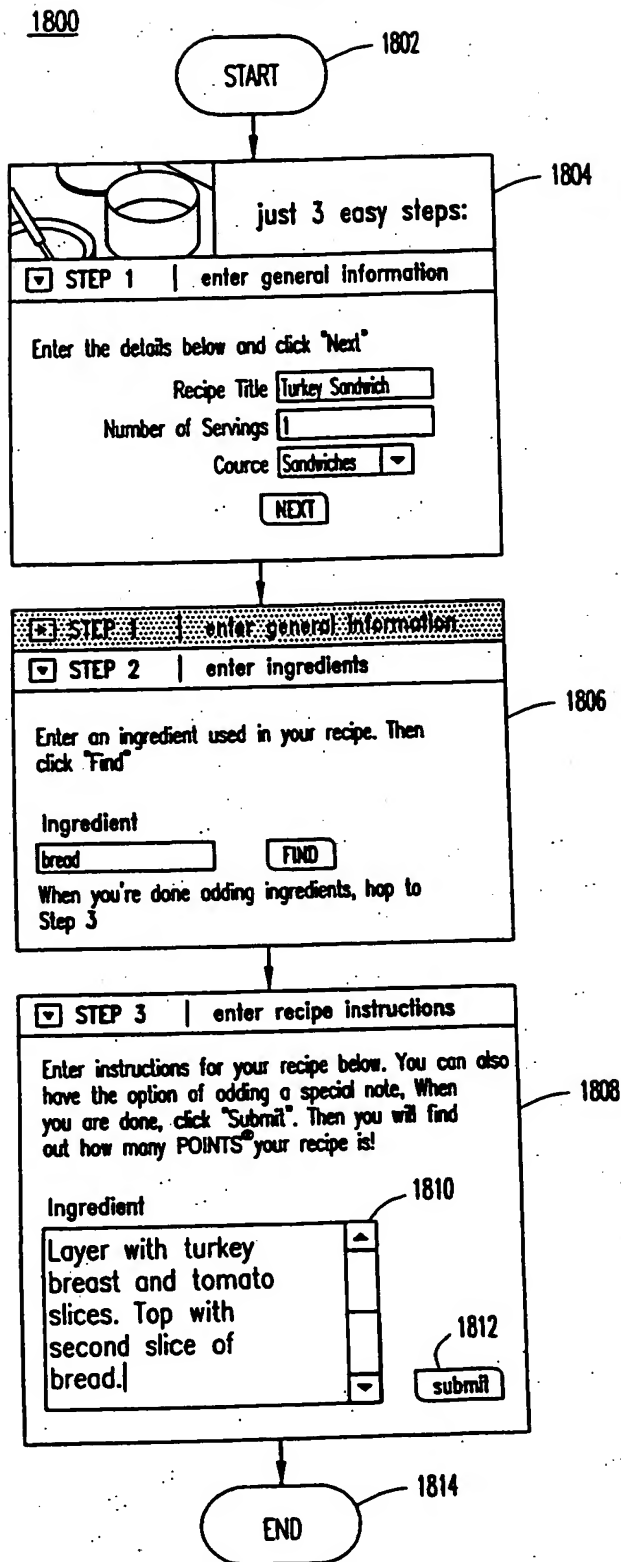 1800
START
1802
just 3 easy steps:
1804
STEP 1 | enter general information
Enter the details below and click "Next"
Recipe Title Turkey Sandwich
Number of Servings 1
Cource Sandwiches
NEXT
STEP 1 | enter general information
STEP 2 | enter ingredients
1806
Enter an ingredient used in your recipe. Then
click "Find"
Ingredient
bread FIND
When you're done adding ingredients, hop to
Step 3
STEP 3 | enter recipe instructions
Enter instructions for your recipe below. You can also
have the option of adding a special note, When
you are done, click "Submit". Then you will find
out how many POINTS® your recipe is!
1808
Ingredient
1810
Layer with turkey
breast and tomato
slices. Top with
second slice of
bread.
1812
submit
1814
END